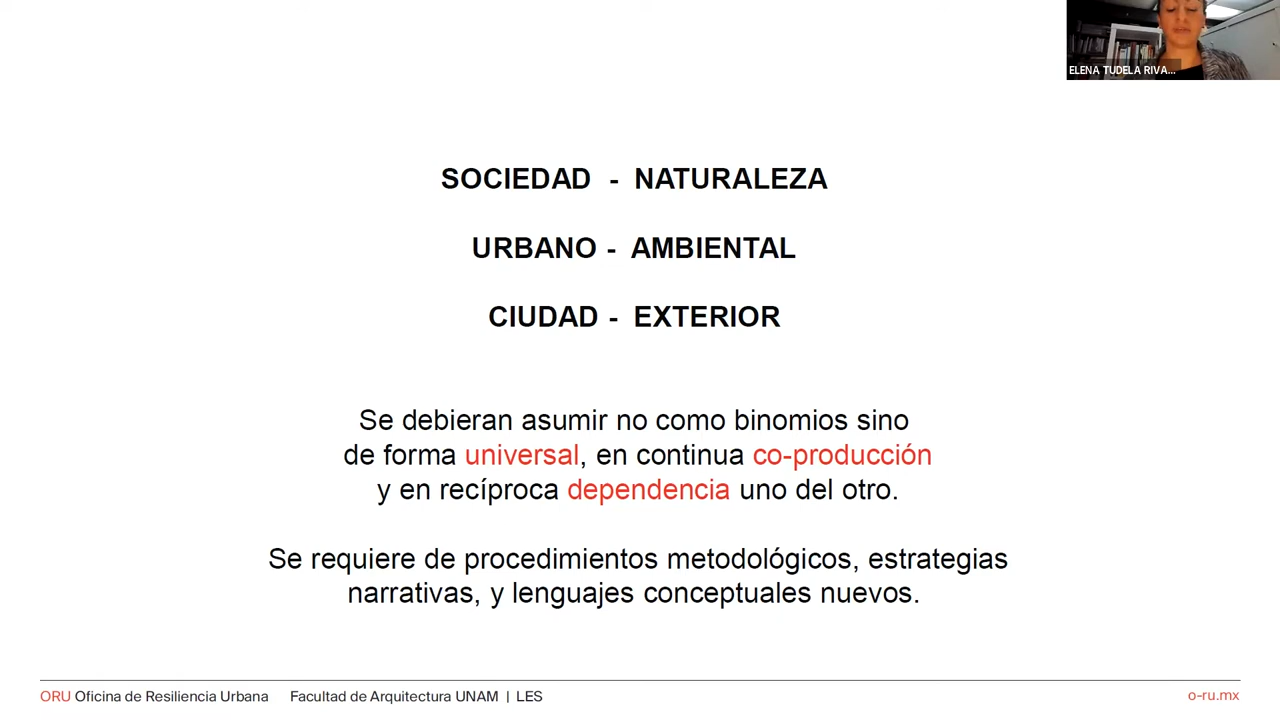 ELENA TUDELA RIVA...
SOCIEDAD - NATURALEZA
URBANO - AMBIENTAL
CIUDAD - EXTERIOR
Se debieran asumir no como binomios sino
de forma universal, en continua co-producción
y en recíproca dependencia uno del otro.
Se requiere de procedimientos metodológicos, estrategias
narrativas, y lenguajes conceptuales nuevos.
ORU Oficina de Resiliencia Urbana Facultad de Arquitectura UNAM | LES o-ru.mx